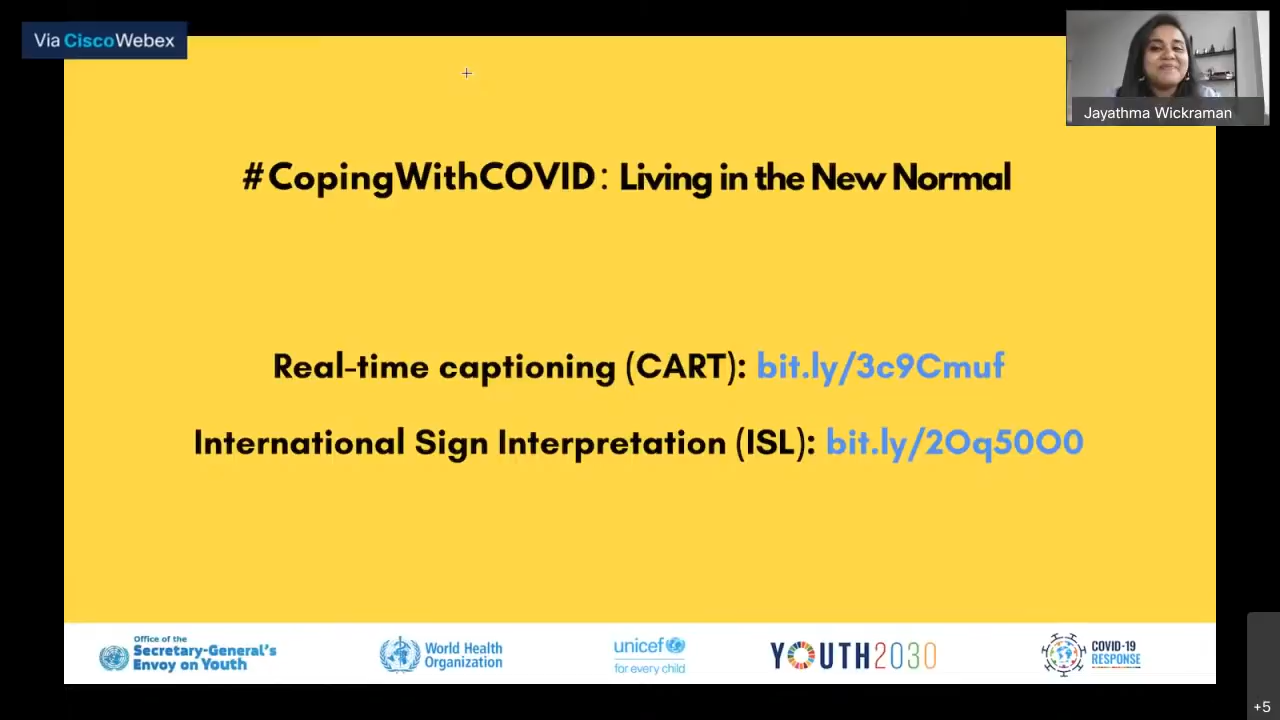 Via CiscoWebex
Jayathma Wickraman
#CopingWithCOVID: Living in the New Normal
Real-time captioning (CART): bit.ly/3c9Cmuf
International Sign Interpretation (ISL): bit.ly/2Oq50O0
Office of the
Secretary-General's
Envoy on Youth
World Health
Organization
unicef
for every child
YOUTH2030
COVID-19
RESPONSE
+5